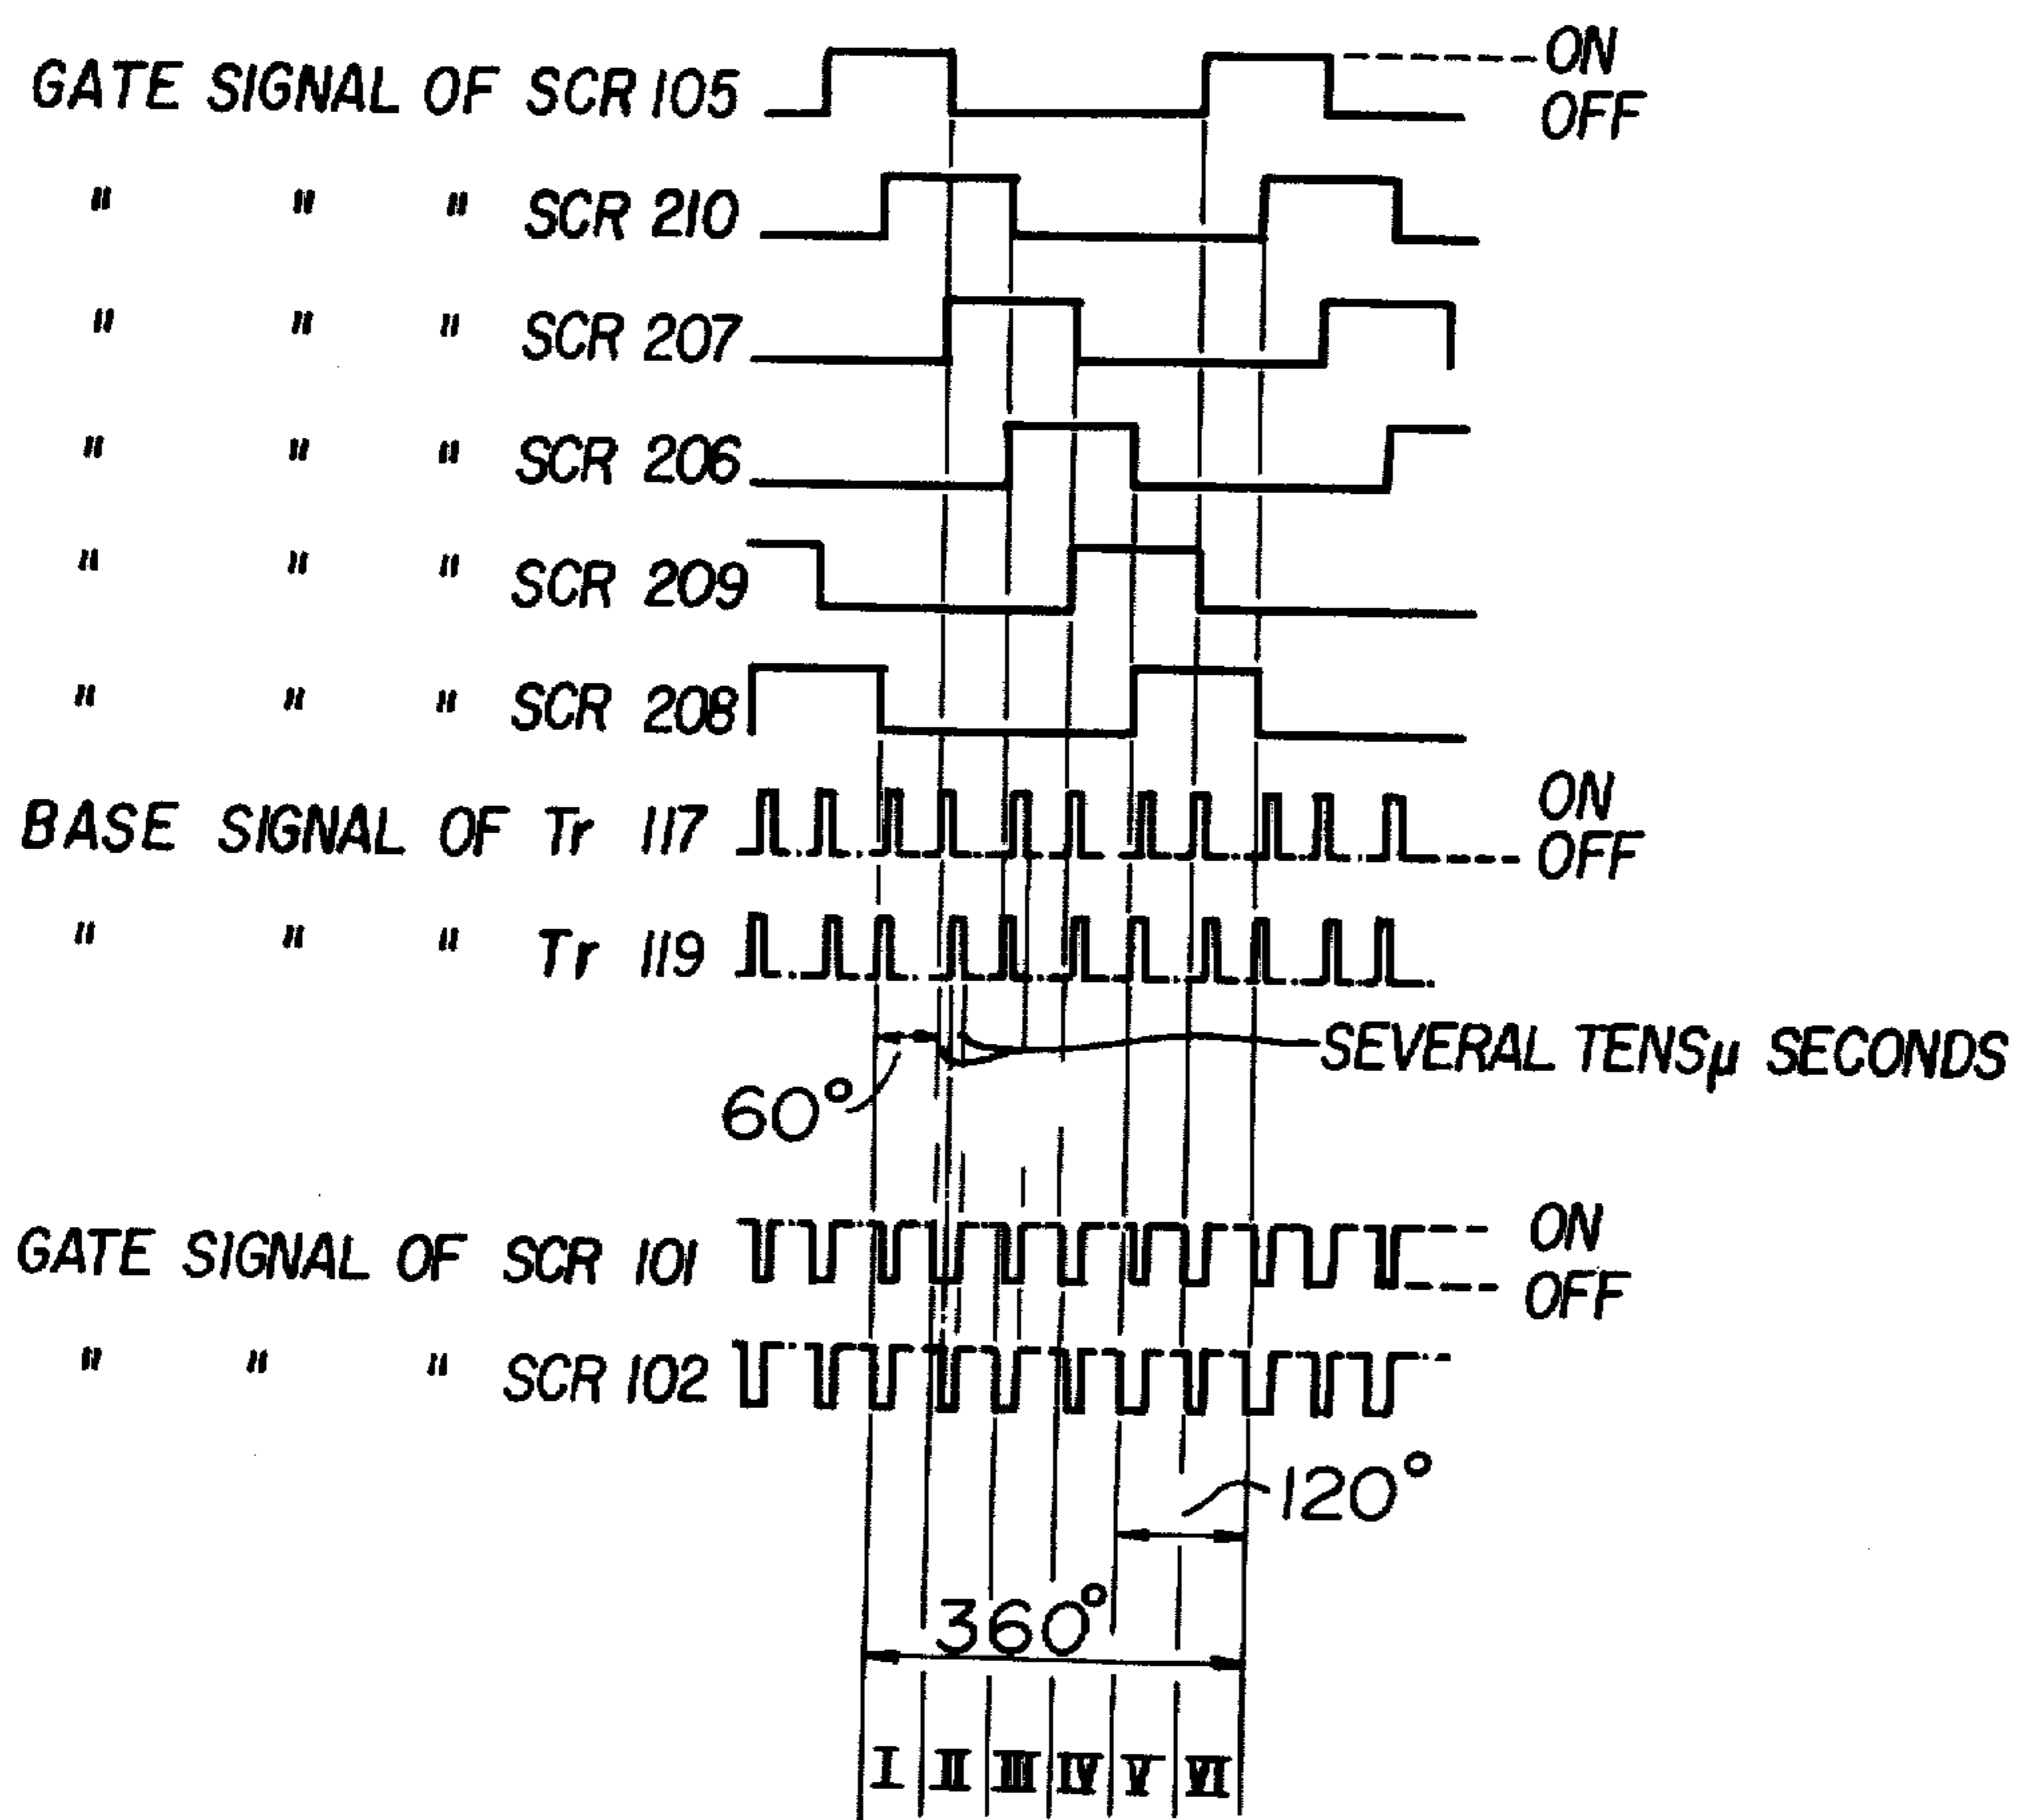 GATE SIGNAL OF SCR 105 ON
OFF
" " " SCR 210
" " " SCR 207
" " " SCR 206
" " " SCR 209
" " " SCR 208
BASE SIGNAL OF Tr 117 ON
OFF
" " " Tr 119
SEVERAL TENSμ SECONDS
60°
GATE SIGNAL OF SCR 101 ON
OFF
" " " SCR 102
120°
360°
I II III IV V VI